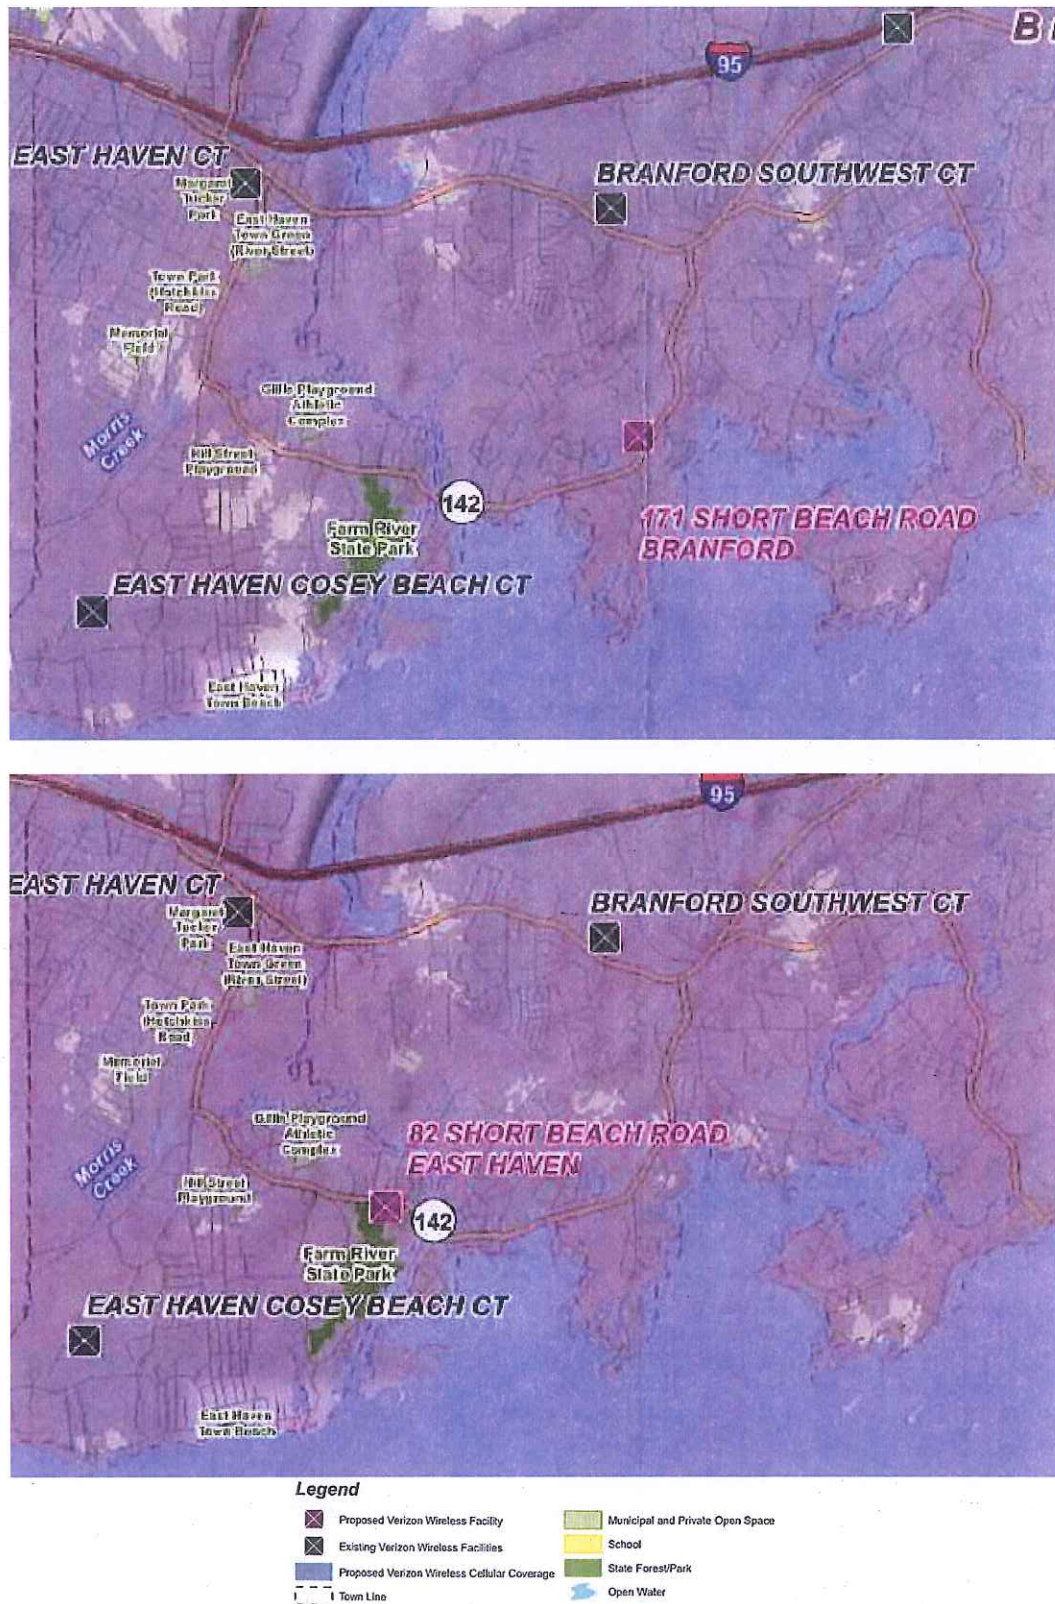 95
EAST HAVEN CT
BRANFORD SOUTHWEST CT
Margaret
Tucker
Park
East Haven
Town Green
(River Street)
Town Park
(Hotchkiss
Road)
Memorial
Field
Gillis Playground
Athletic
Complex
Morris
Creek
Hill Street
Playground
142
171 SHORT BEACH ROAD
BRANFORD
Farm River
State Park
EAST HAVEN COSEY BEACH CT
East Haven
Town Beach
95
EAST HAVEN CT
BRANFORD SOUTHWEST CT
Margaret
Tucker
Park
East Haven
Town Green
(River Street)
Town Park
(Hotchkiss
Road)
Memorial
Field
Gillis Playground
Athletic
Complex
82 SHORT BEACH ROAD
EAST HAVEN
Morris
Creek
Hill Street
Playground
142
Farm River
State Park
EAST HAVEN COSEY BEACH CT
East Haven
Town Beach
Legend
Proposed Verizon Wireless Facility
Existing Verizon Wireless Facilities
Proposed Verizon Wireless Cellular Coverage
Town Line
Municipal and Private Open Space
School
State Forest/Park
Open Water